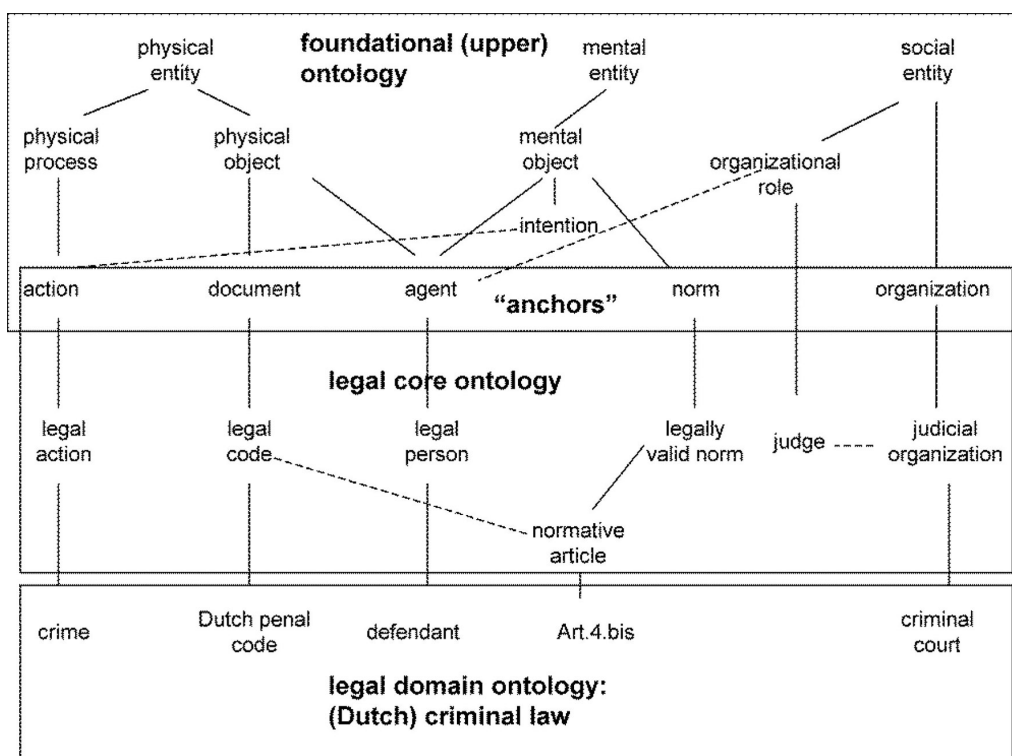 physical
entity
foundational (upper)
ontology
mental
entity
social
entity
physical
process
physical
object
mental
object
organizational
role
intention
action
document
agent
“anchors”
norm
organization
legal core ontology
legal
action
legal
code
legal
person
legally
valid norm
judge
judicial
organization
normative
article
crime
Dutch penal
code
defendant
Art.4.bis
criminal
court
legal domain ontology:
(Dutch) criminal law